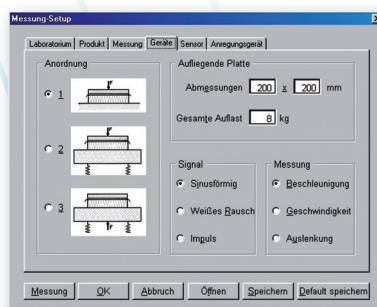 Messung-Setup
Laboratorium Produkt Messung Geräte Sensor Anregungsgerät
Anordnung
1
2
3
Aufliegende Platte
Abmessungen 200 x 200 mm
Gesamte Auflast 8 kg
Signal
Sinusförmig
Weißes Rausch
Impuls
Messung
Beschleunigung
Geschwindigkeit
Auslenkung
Messung OK Abbruch Öffnen Speichern Default speichern